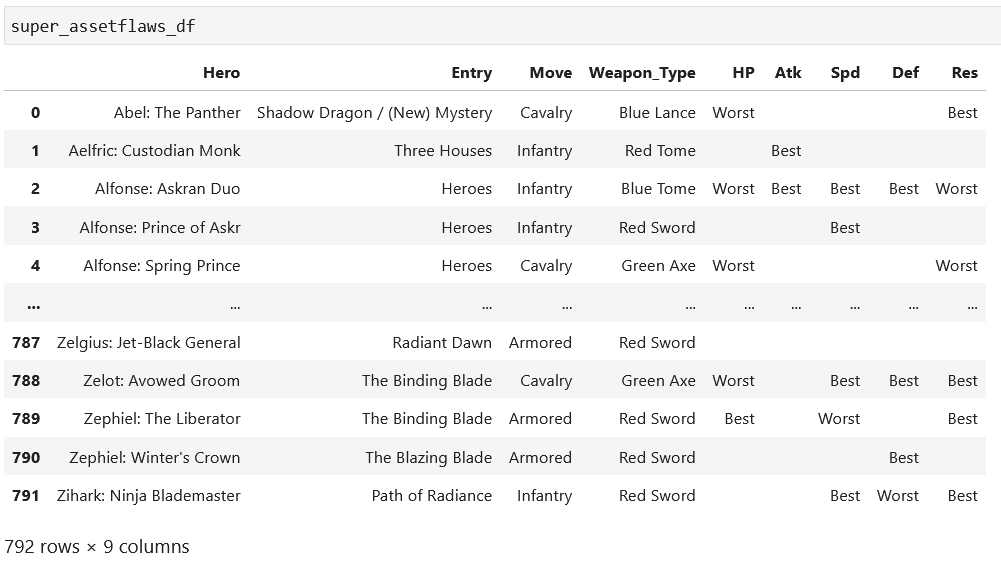 super_assetflaws_df
Hero Entry Move Weapon_Type HP Atk Spd Def Res
0 Abel: The Panther Shadow Dragon / (New) Mystery Cavalry Blue Lance Worst Best
1 Aelfric: Custodian Monk Three Houses Infantry Red Tome Best
2 Alfonse: Askran Duo Heroes Infantry Blue Tome Worst Best Best Best Worst
3 Alfonse: Prince of Askr Heroes Infantry Red Sword Best
4 Alfonse: Spring Prince Heroes Cavalry Green Axe Worst Worst
... ... ... ... ... ... ... ... ... ...
787 Zelgius: Jet-Black General Radiant Dawn Armored Red Sword
788 Zelot: Avowed Groom The Binding Blade Cavalry Green Axe Worst Best Best Best
789 Zephiel: The Liberator The Binding Blade Armored Red Sword Best Worst Best
790 Zephiel: Winter's Crown The Blazing Blade Armored Red Sword Best
791 Zihark: Ninja Blademaster Path of Radiance Infantry Red Sword Best Worst Best
792 rows × 9 columns